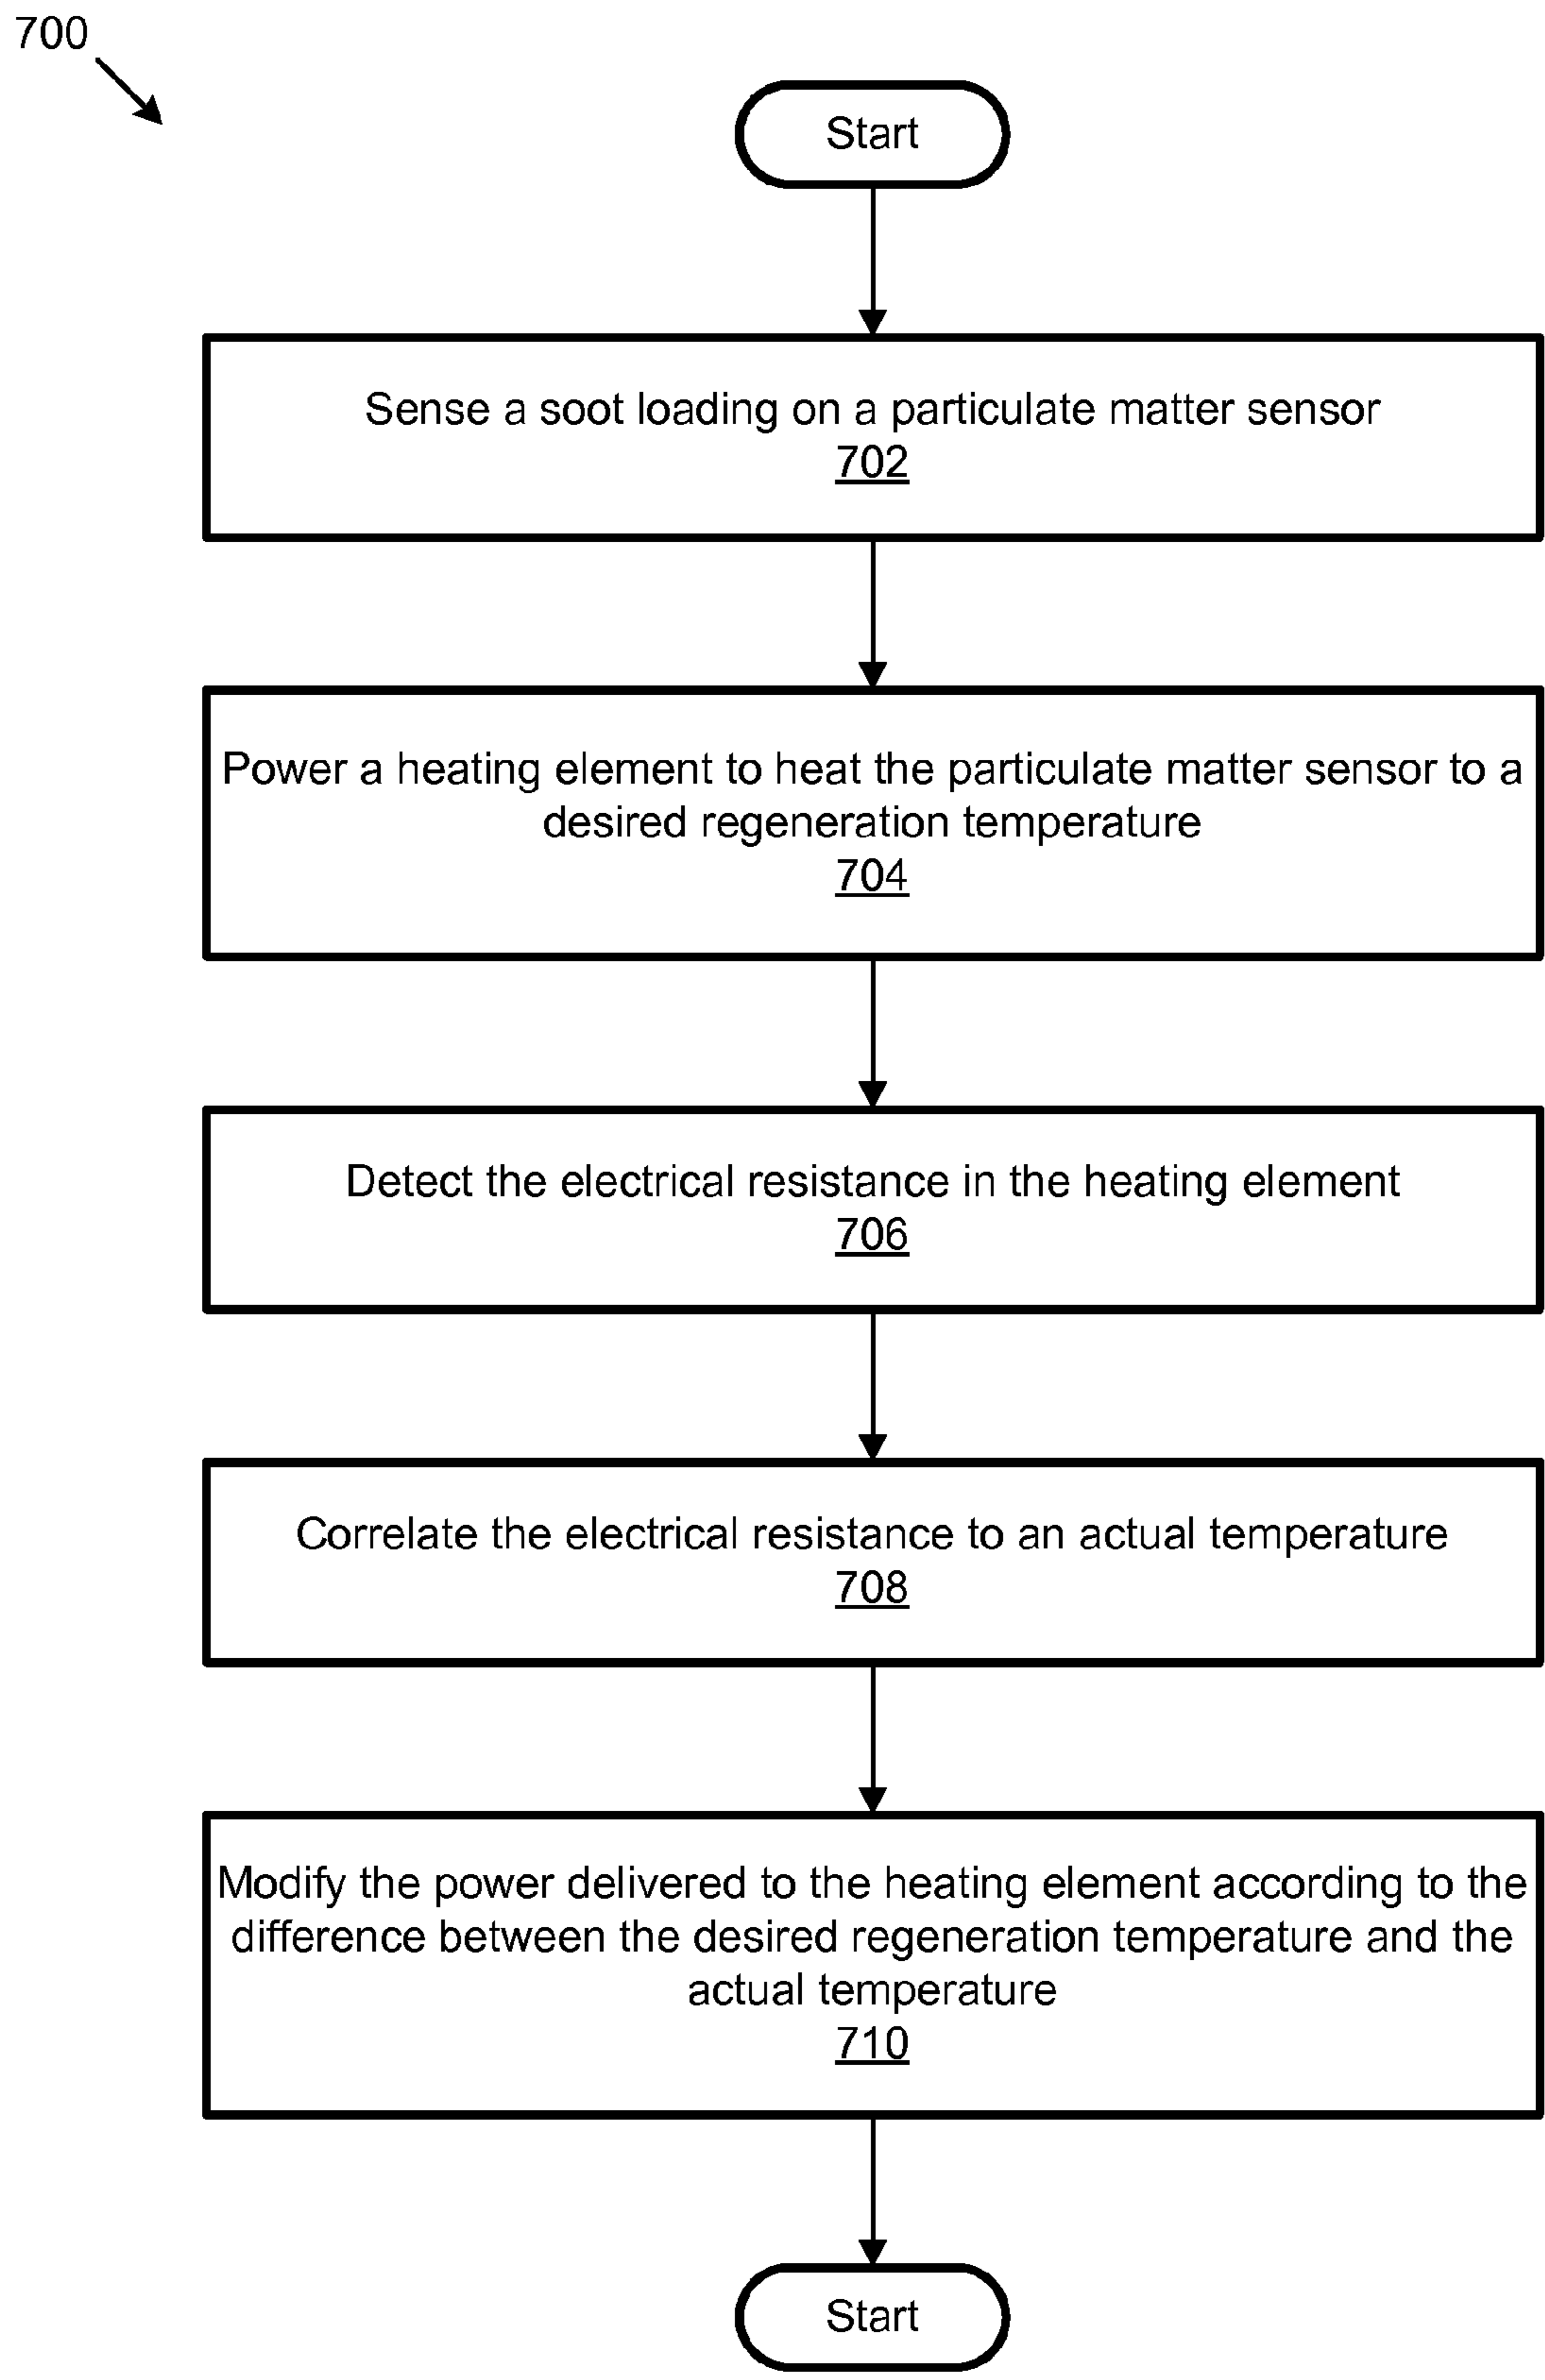 700
Start
Sense a soot loading on a particulate matter sensor
702
Power a heating element to heat the particulate matter sensor to a
desired regeneration temperature
704
Detect the electrical resistance in the heating element
706
Correlate the electrical resistance to an actual temperature
708
Modify the power delivered to the heating element according to the
difference between the desired regeneration temperature and the
actual temperature
710
Start